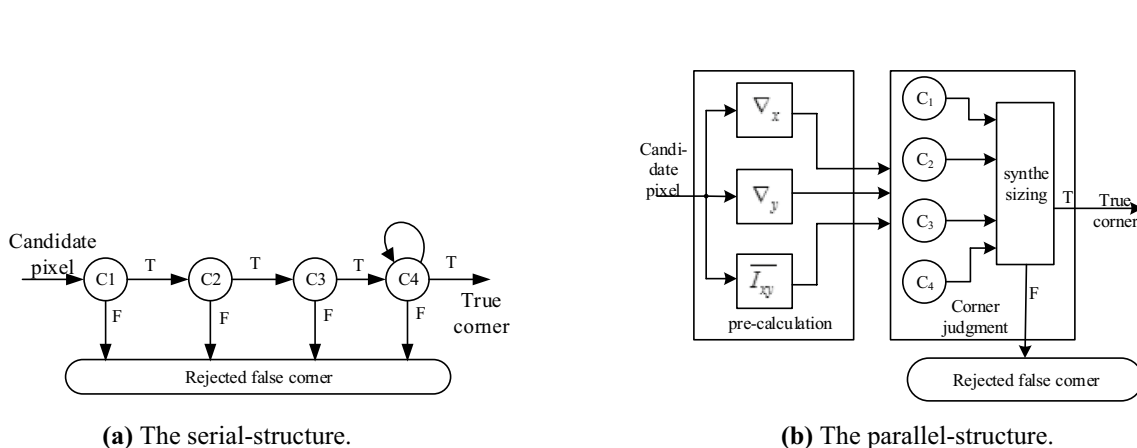 Candidate
pixel
C1
T
C2
T
C3
T
C4
T
True
corner
F
F
F
F
Rejected false corner
(a) The serial-structure.
Candi-
date
pixel
∇x
∇y
Ixy
pre-calculation
C1
C2
C3
C4
synthe
sizing
T
True
corner
Corner
judgment
F
Rejected false corner
(b) The parallel-structure.